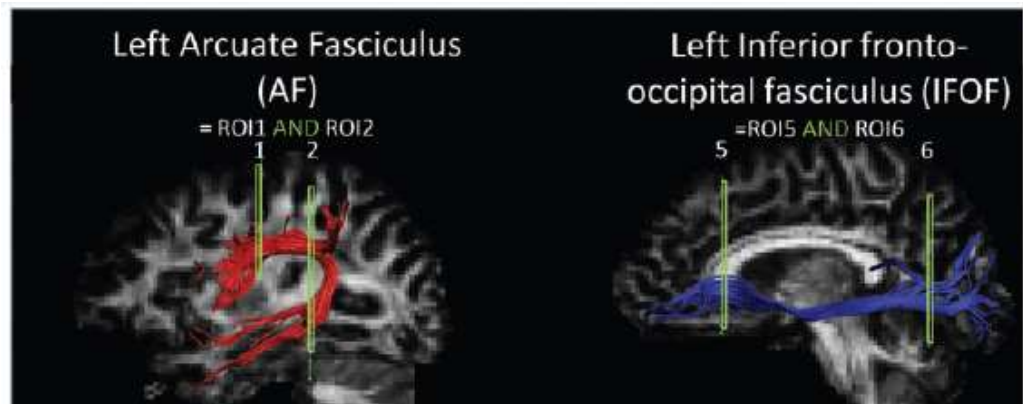 Left Arcuate Fasciculus
(AF)
= ROI1 AND ROI2
1 2
Left Inferior fronto-
occipital fasciculus (IFOF)
=ROI5 AND ROI6
5 6